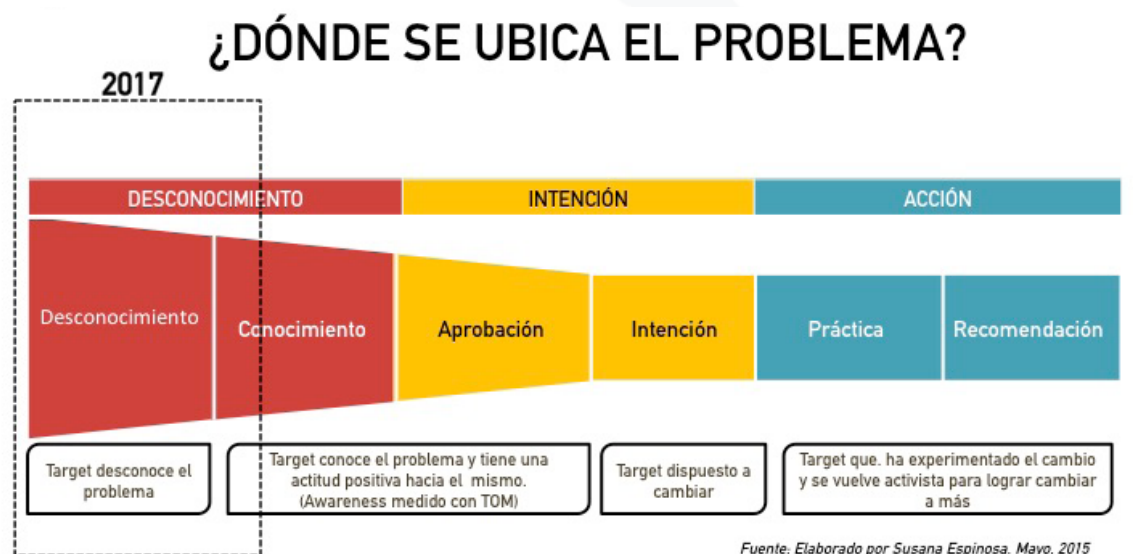 ¿DÓNDE SE UBICA EL PROBLEMA?
2017
DESCONOCIMIENTO
INTENCIÓN
ACCIÓN
Desconocimiento
Conocimiento
Aprobación
Intención
Práctica
Recomendación
Target desconoce el
problema
Target conoce el problema y tiene una
actitud positiva hacia el mismo.
(Awareness medido con TOM)
Target dispuesto a
cambiar
Target que. ha experimentado el cambio
y se vuelve activista para lograr cambiar
a más
Fuente: Elaborado por Susana Espinosa. Mayo, 2015